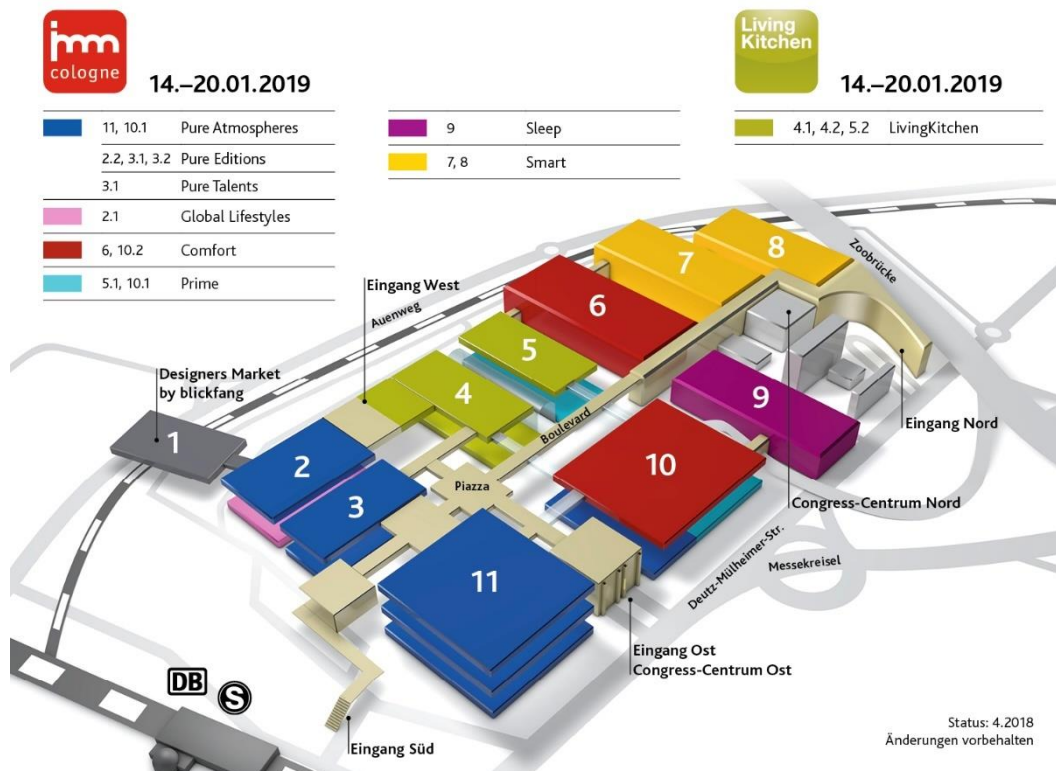 imm
cologne
14.–20.01.2019
Living
Kitchen
14.–20.01.2019
11, 10.1 Pure Atmospheres
2.2, 3.1, 3.2 Pure Editions
3.1 Pure Talents
2.1 Global Lifestyles
6, 10.2 Comfort
5.1, 10.1 Prime
9 Sleep
7, 8 Smart
4.1, 4.2, 5.2 LivingKitchen
8
Zoobrücke
7
Eingang West
6
Auenweg
5
Designers Market
by blickfang
4
9
Eingang Nord
Boulevard
1
2
10
3
Piazza
Congress-Centrum Nord
Deutz-Mülheimer-Str.
Messekreisel
11
Eingang Ost
Congress-Centrum Ost
DB
S
Eingang Süd
Status: 4.2018
Änderungen vorbehalten